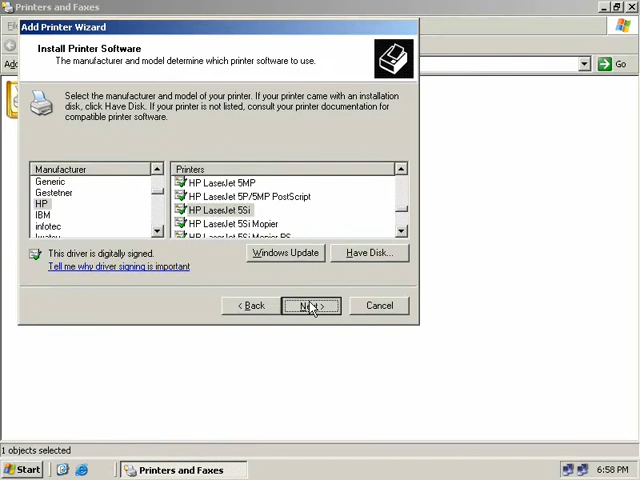 Printers and Faxes
Add Printer Wizard
Install Printer Software
The manufacturer and model determine which printer software to use.
Go
Select the manufacturer and model of your printer. If your printer came with an installation
disk, click Have Disk. If your printer is not listed, consult your printer documentation for
compatible printer software.
Manufacturer
Generic
Gestetner
HP
IBM
infotec
Printers
HP LaserJet 5MP
HP LaserJet 5P/5MP PostScript
HP LaserJet 5Si
HP LaserJet 5Si Mopier
HP LaserJet 5Si Mopier PS
This driver is digitally signed.
Tell me why driver signing is important
Windows Update
Have Disk...
< Back
Cancel
1 objects selected
Start
Printers and Faxes
6:58 PM